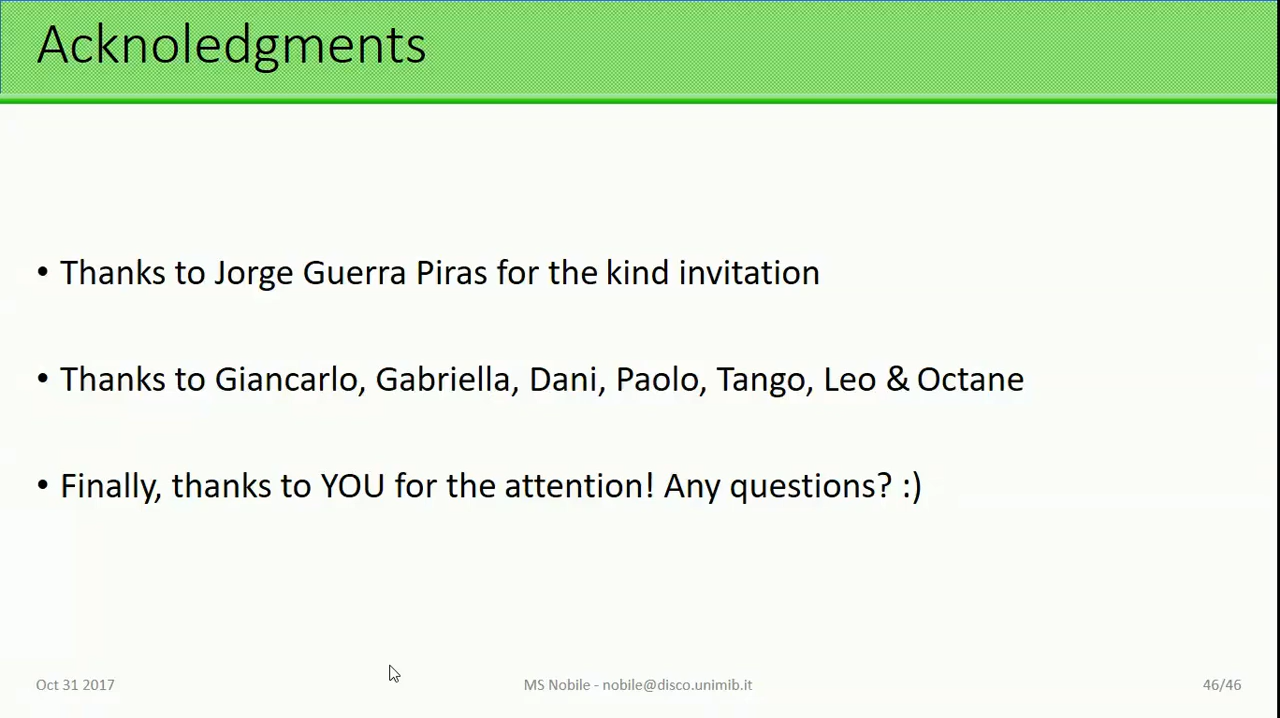 Acknoledgments
• Thanks to Jorge Guerra Piras for the kind invitation
• Thanks to Giancarlo, Gabriella, Dani, Paolo, Tango, Leo & Octane
• Finally, thanks to YOU for the attention! Any questions? :)
Oct 31 2017
MS Nobile - nobile@disco.unimib.it
46/46